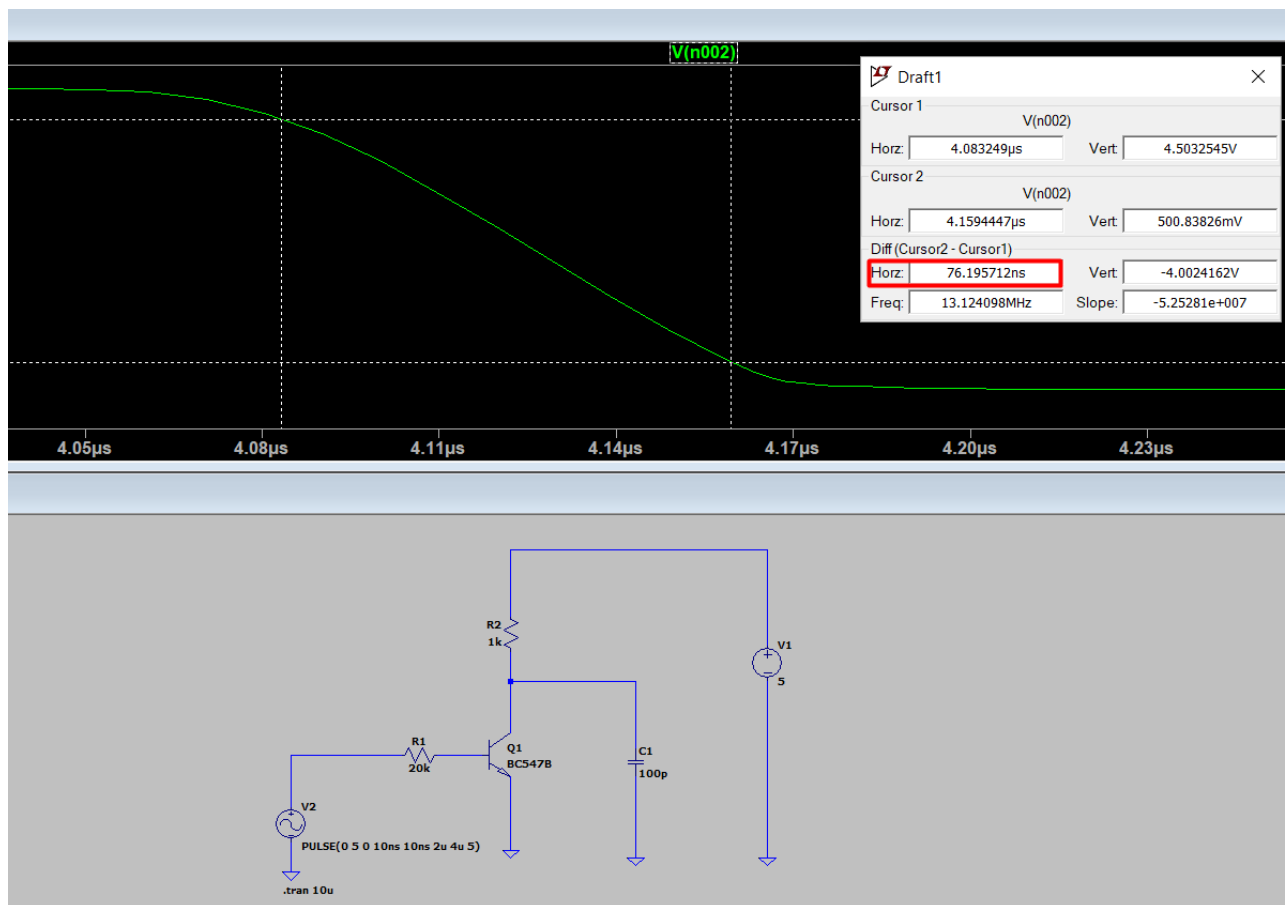 V(n002)
Draft1
Cursor 1
V(n002)
Horz: 4.083249µs Vert: 4.5032545V
Cursor 2
V(n002)
Horz: 4.1594447µs Vert: 500.83826mV
Diff (Cursor2 - Cursor1)
Horz: 76.195712ns Vert: -4.0024162V
Freq: 13.124098MHz Slope: -5.25281e+007
4.05µs 4.08µs 4.11µs 4.14µs 4.17µs 4.20µs 4.23µs
R2
1k
V1
5
R1
20k
Q1
BC547B
C1
100p
V2
PULSE(0 5 0 10ns 10ns 2u 4u 5)
.tran 10u